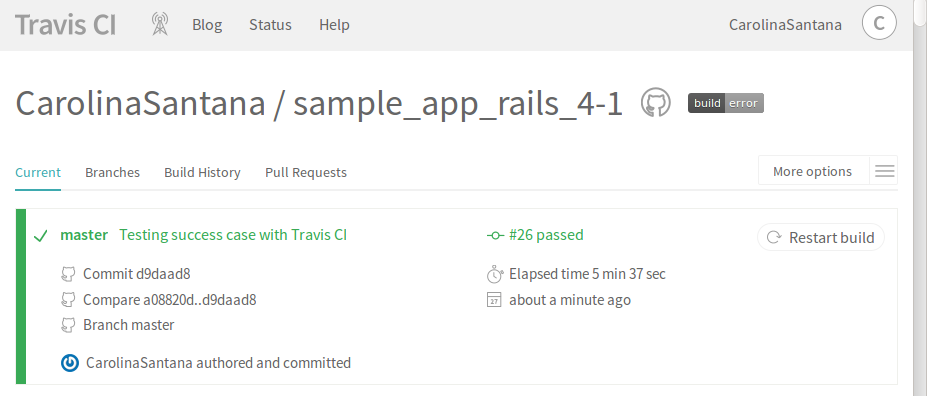 Travis CI Blog Status Help CarolinaSantana C
CarolinaSantana / sample_app_rails_4-1 build error
Current Branches Build History Pull Requests More options
master Testing success case with Travis CI #26 passed Restart build
Commit d9daad8 Elapsed time 5 min 37 sec
Compare a08820d..d9daad8 27 about a minute ago
Branch master
CarolinaSantana authored and committed